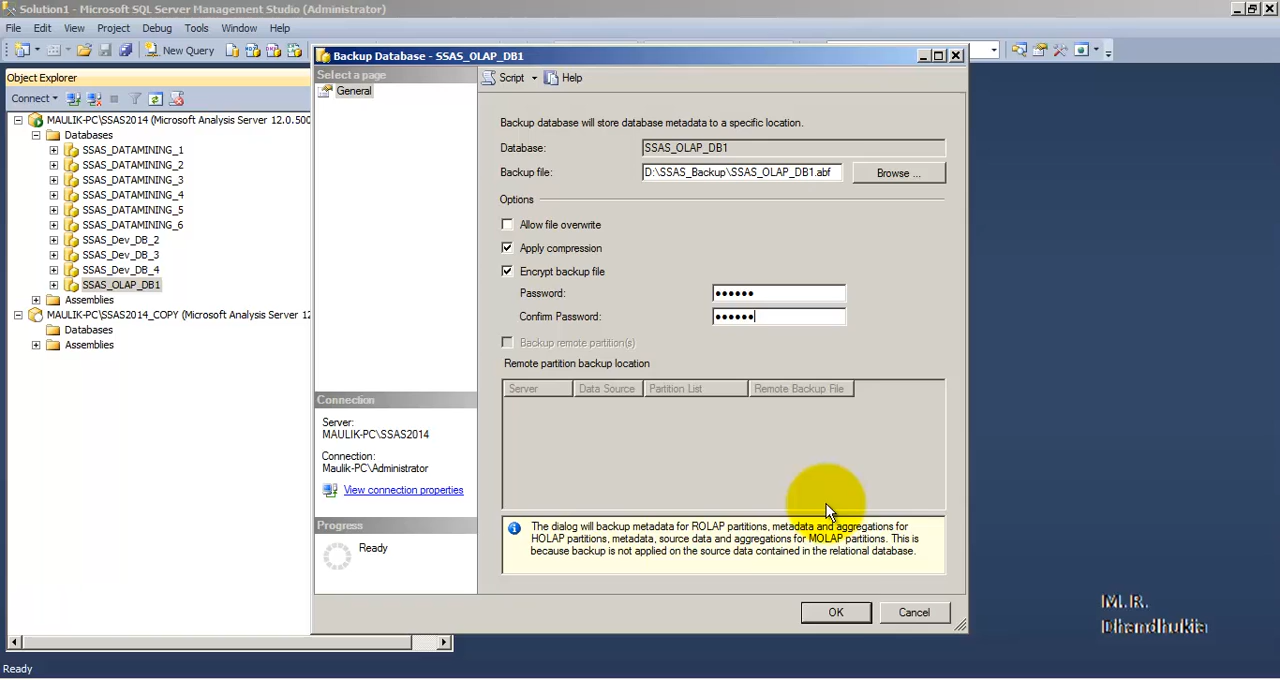 Solution1 - Microsoft SQL Server Management Studio (Administrator)
File Edit View Project Debug Tools Window Help
New Query
Object Explorer
Connect
MAULIK-PC\SSAS2014 (Microsoft Analysis Server 12.0.500
Databases
SSAS_DATAMINING_1
SSAS_DATAMINING_2
SSAS_DATAMINING_3
SSAS_DATAMINING_4
SSAS_DATAMINING_5
SSAS_DATAMINING_6
SSAS_Dev_DB_2
SSAS_Dev_DB_3
SSAS_Dev_DB_4
SSAS_OLAP_DB1
Assemblies
MAULIK-PC\SSAS2014_COPY (Microsoft Analysis Server 12
Databases
Assemblies
Backup Database - SSAS_OLAP_DB1
Select a page
General
Script Help
Backup database will store database metadata to a specific location.
Database: SSAS_OLAP_DB1
Backup file: D:\SSAS_Backup\SSAS_OLAP_DB1.abf Browse ...
Options
Allow file overwrite
Apply compression
Encrypt backup file
Password: ●●●●●●
Confirm Password: ●●●●●●
Backup remote partition(s)
Remote partition backup location
Server Data Source Partition List Remote Backup File
Connection
Server:
MAULIK-PC\SSAS2014
Connection:
Maulik-PC\Administrator
View connection properties
Progress
Ready
The dialog will backup metadata for ROLAP partitions, metadata and aggregations for
HOLAP partitions, metadata, source data and aggregations for MOLAP partitions. This is
because backup is not applied on the source data contained in the relational database.
OK Cancel
M.R.
Dhandhukia
Ready